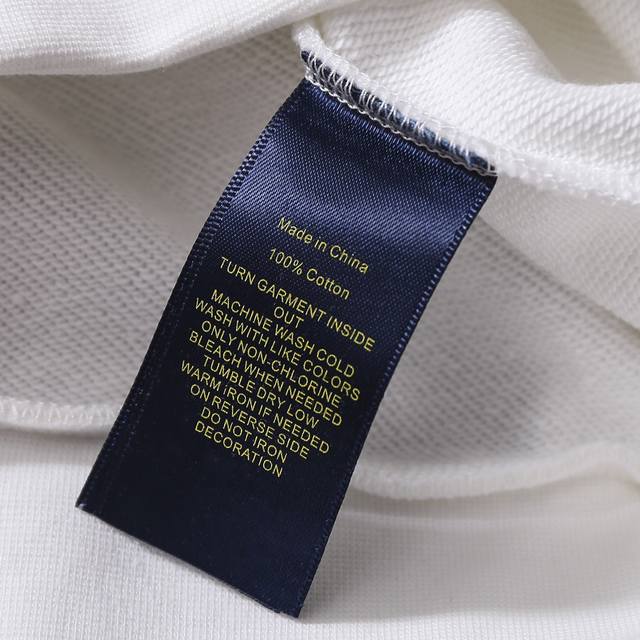 Made in China
100% Cotton
TURN GARMENT INSIDE
OUT
MACHINE WASH COLD
WASH WITH LIKE COLORS
ONLY NON-CHLORINE
BLEACH WHEN NEEDED
TUMBLE DRY LOW
WARM iRON IF NEEDED
ON REVERSE SIDE
DO NOT IRON
DECORATION